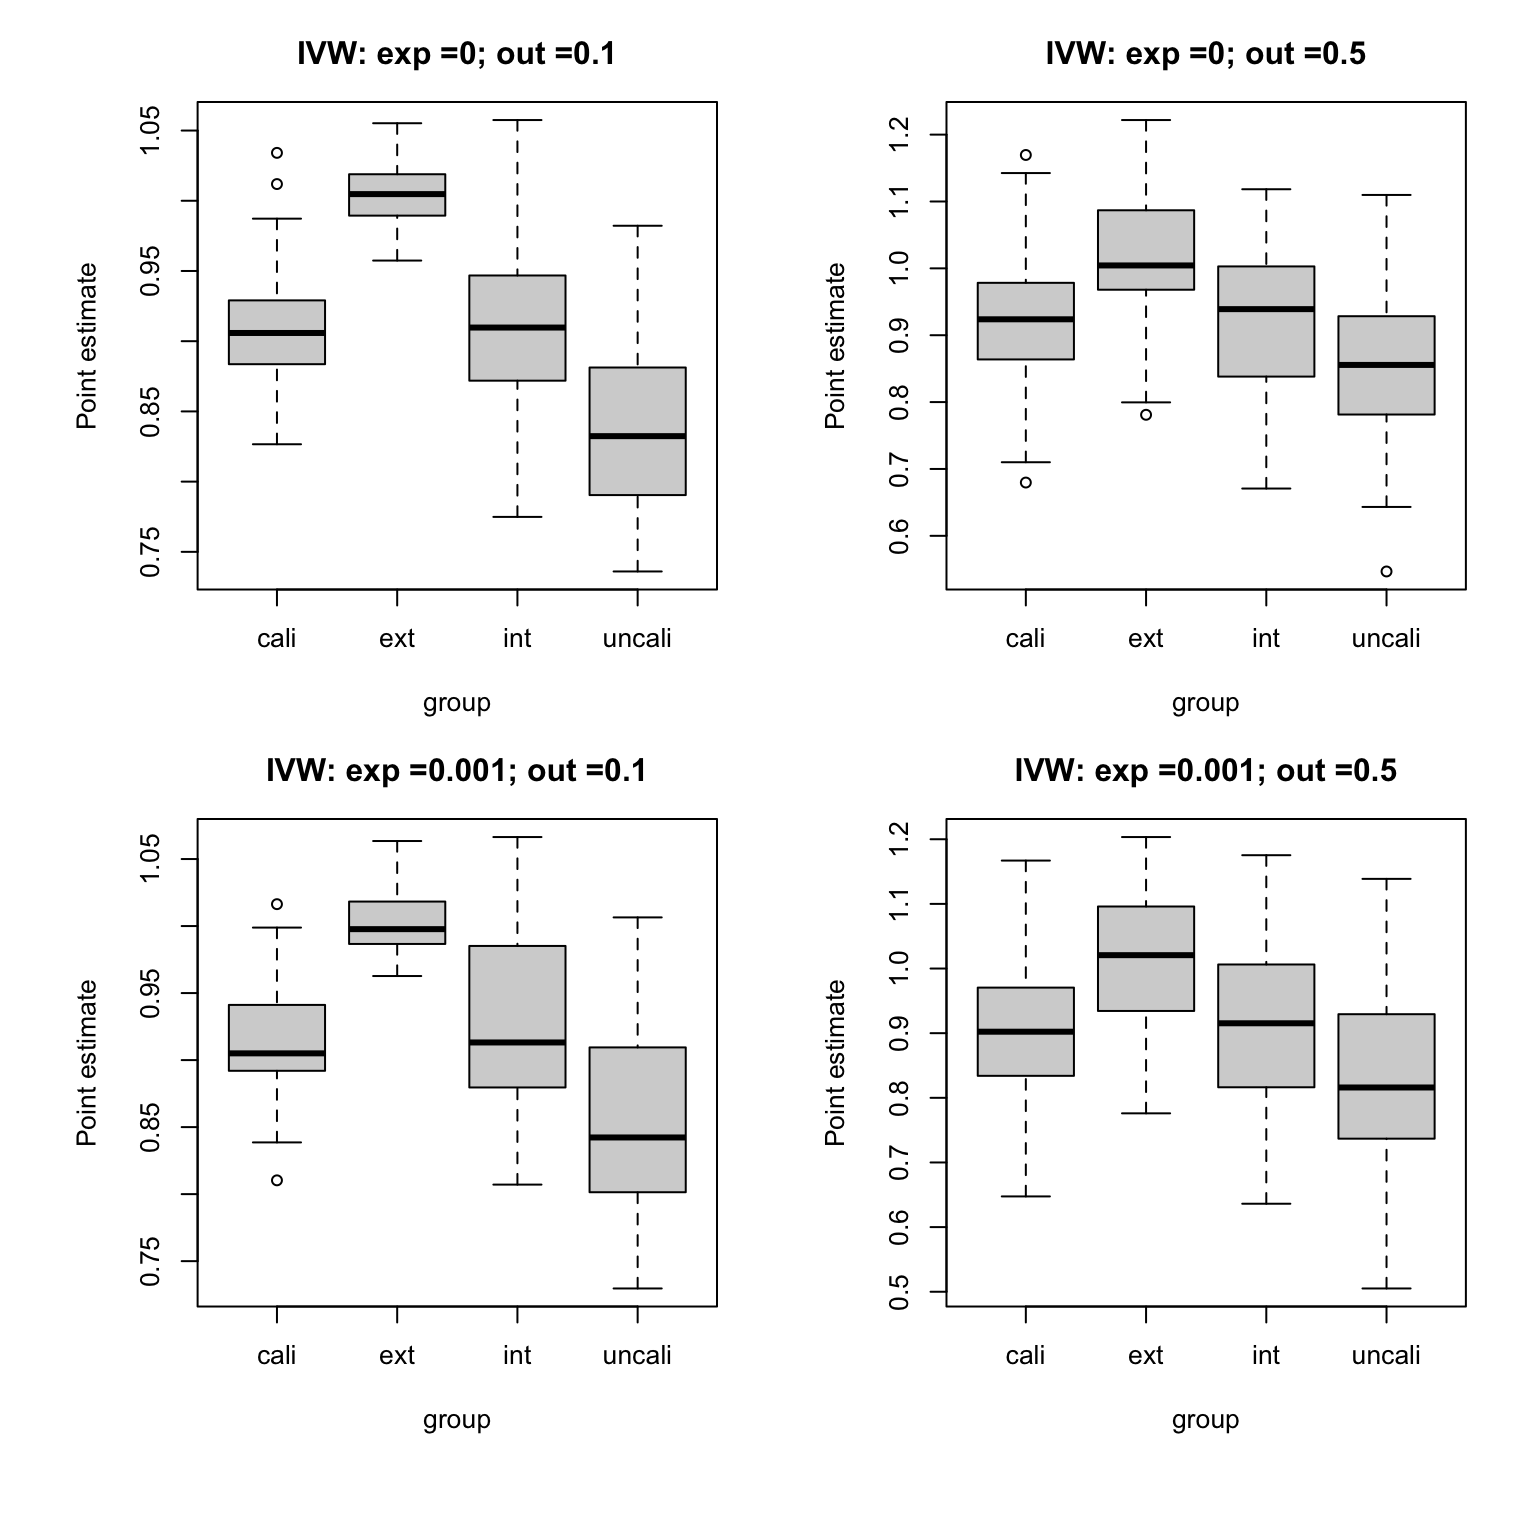 IVW: exp =0; out =0.1
Point estimate
1.05
0.95
0.85
0.75
cali ext int uncali
group
IVW: exp =0; out =0.5
Point estimate
1.2
1.1
1.0
0.9
0.8
0.7
0.6
cali ext int uncali
group
IVW: exp =0.001; out =0.1
Point estimate
1.05
0.95
0.85
0.75
cali ext int uncali
group
IVW: exp =0.001; out =0.5
Point estimate
1.2
1.1
1.0
0.9
0.8
0.7
0.6
0.5
cali ext int uncali
group